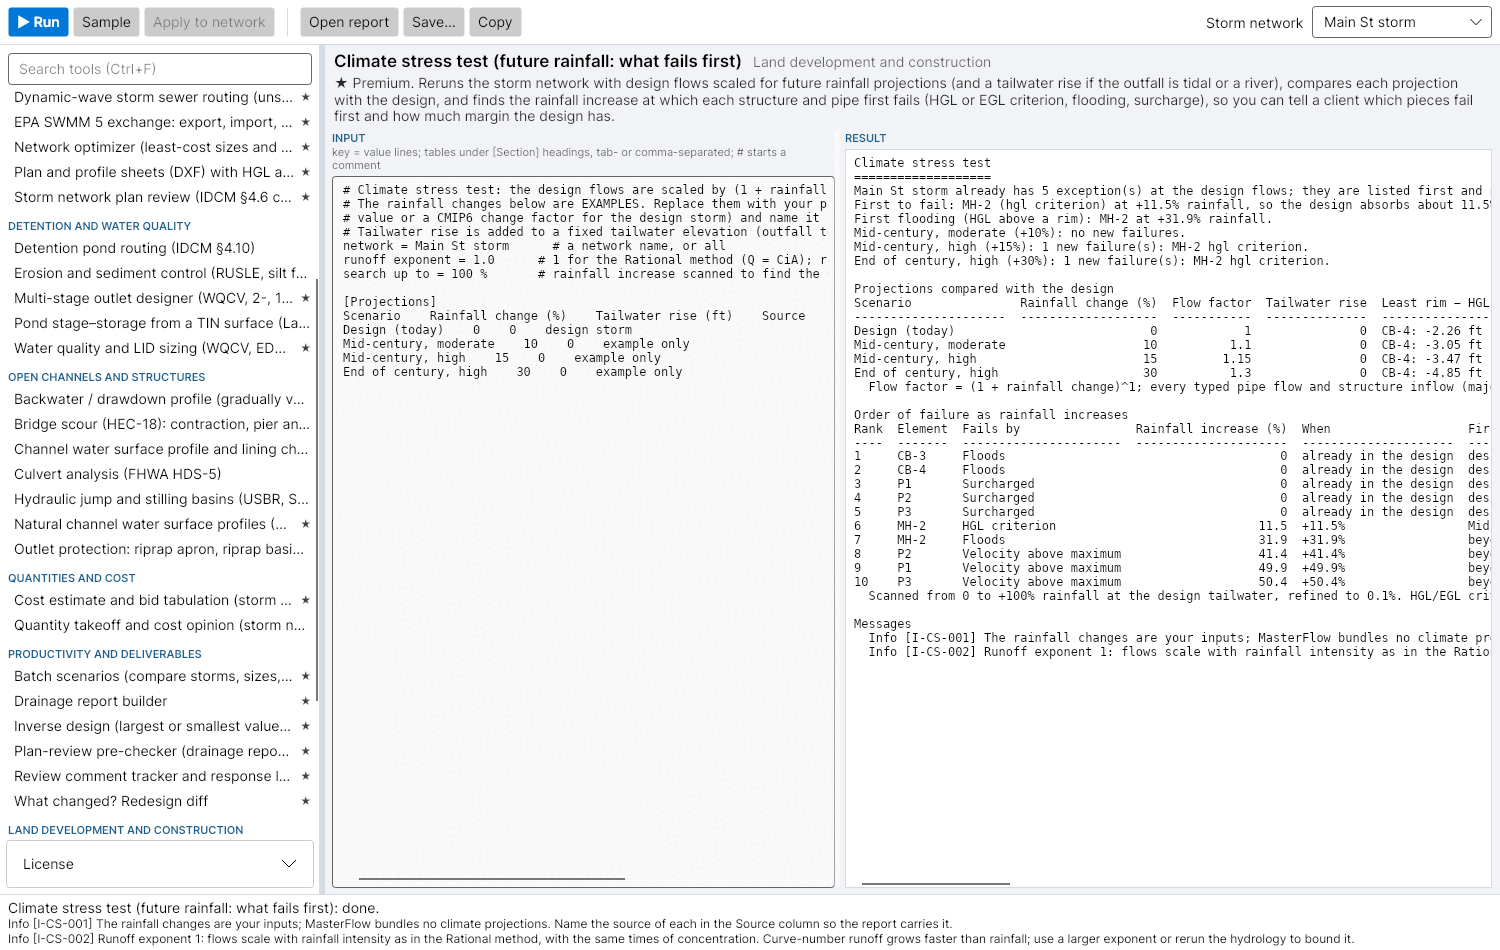 Run
Sample
Apply to network
Open report
Save...
Copy
Storm network
Main St storm
Search tools (Ctrl+F)
Dynamic-wave storm sewer routing (uns... ★
EPA SWMM 5 exchange: export, import, ... ★
Network optimizer (least-cost sizes and ... ★
Plan and profile sheets (DXF) with HGL a... ★
Storm network plan review (IDCM §4.6 c... ★
DETENTION AND WATER QUALITY
Detention pond routing (IDCM §4.10)
Erosion and sediment control (RUSLE, silt f...
Multi-stage outlet designer (WQCV, 2-, 1... ★
Pond stage–storage from a TIN surface (La...
Water quality and LID sizing (WQCV, ED... ★
OPEN CHANNELS AND STRUCTURES
Backwater / drawdown profile (gradually v...
Bridge scour (HEC-18): contraction, pier an...
Channel water surface profile and lining ch...
Culvert analysis (FHWA HDS-5)
Hydraulic jump and stilling basins (USBR, S...
Natural channel water surface profiles (... ★
Outlet protection: riprap apron, riprap basi...
QUANTITIES AND COST
Cost estimate and bid tabulation (storm ... ★
Quantity takeoff and cost opinion (storm n...
PRODUCTIVITY AND DELIVERABLES
Batch scenarios (compare storms, sizes,... ★
Drainage report builder ★
Inverse design (largest or smallest value... ★
Plan-review pre-checker (drainage repo... ★
Review comment tracker and response l... ★
What changed? Redesign diff ★
LAND DEVELOPMENT AND CONSTRUCTION
License
Climate stress test (future rainfall: what fails first) Land development and construction
★ Premium. Reruns the storm network with design flows scaled for future rainfall projections (and a tailwater rise if the outfall is tidal or a river), compares each projection
with the design, and finds the rainfall increase at which each structure and pipe first fails (HGL or EGL criterion, flooding, surcharge), so you can tell a client which pieces fail
first and how much margin the design has.
INPUT
key = value lines; tables under [Section] headings, tab- or comma-separated; # starts a
comment
# Climate stress test: the design flows are scaled by (1 + rainfall
# The rainfall changes below are EXAMPLES. Replace them with your p
# value or a CMIP6 change factor for the design storm) and name it
# Tailwater rise is added to a fixed tailwater elevation (outfall t
network = Main St storm # a network name, or all
runoff exponent = 1.0 # 1 for the Rational method (Q = CiA); r
search up to = 100 % # rainfall increase scanned to find the
[Projections]
Scenario Rainfall change (%) Tailwater rise (ft) Source
Design (today) 0 0 design storm
Mid-century, moderate 10 0 example only
Mid-century, high 15 0 example only
End of century, high 30 0 example only
RESULT
Climate stress test
===================
Main St storm already has 5 exception(s) at the design flows; they are listed first and
First to fail: MH-2 (hgl criterion) at +11.5% rainfall, so the design absorbs about 11.5%
First flooding (HGL above a rim): MH-2 at +31.9% rainfall.
Mid-century, moderate (+10%): no new failures.
Mid-century, high (+15%): 1 new failure(s): MH-2 hgl criterion.
End of century, high (+30%): 1 new failure(s): MH-2 hgl criterion.
Projections compared with the design
Scenario Rainfall change (%) Flow factor Tailwater rise Least rim − HGL
Design (today) 0 1 0 CB-4: -2.26 ft
Mid-century, moderate 10 1.1 0 CB-4: -3.05 ft
Mid-century, high 15 1.15 0 CB-4: -3.47 ft
End of century, high 30 1.3 0 CB-4: -4.85 ft
Flow factor = (1 + rainfall change)^1; every typed pipe flow and structure inflow (maj
Order of failure as rainfall increases
Rank Element Fails by Rainfall increase (%) When Fir
1 CB-3 Floods 0 already in the design des
2 CB-4 Floods 0 already in the design des
3 P1 Surcharged 0 already in the design des
4 P2 Surcharged 0 already in the design des
5 P3 Surcharged 0 already in the design des
6 MH-2 HGL criterion 11.5 +11.5% Mid
7 MH-2 Floods 31.9 +31.9% bey
8 P2 Velocity above maximum 41.4 +41.4% bey
9 P1 Velocity above maximum 49.9 +49.9% bey
10 P3 Velocity above maximum 50.4 +50.4% bey
Scanned from 0 to +100% rainfall at the design tailwater, refined to 0.1%. HGL/EGL cri
Messages
Info [I-CS-001] The rainfall changes are your inputs; MasterFlow bundles no climate pr
Info [I-CS-002] Runoff exponent 1: flows scale with rainfall intensity as in the Ratio
Climate stress test (future rainfall: what fails first): done.
Info [I-CS-001] The rainfall changes are your inputs; MasterFlow bundles no climate projections. Name the source of each in the Source column so the report carries it.
Info [I-CS-002] Runoff exponent 1: flows scale with rainfall intensity as in the Rational method, with the same times of concentration. Curve-number runoff grows faster than rainfall; use a larger exponent or rerun the hydrology to bound it.